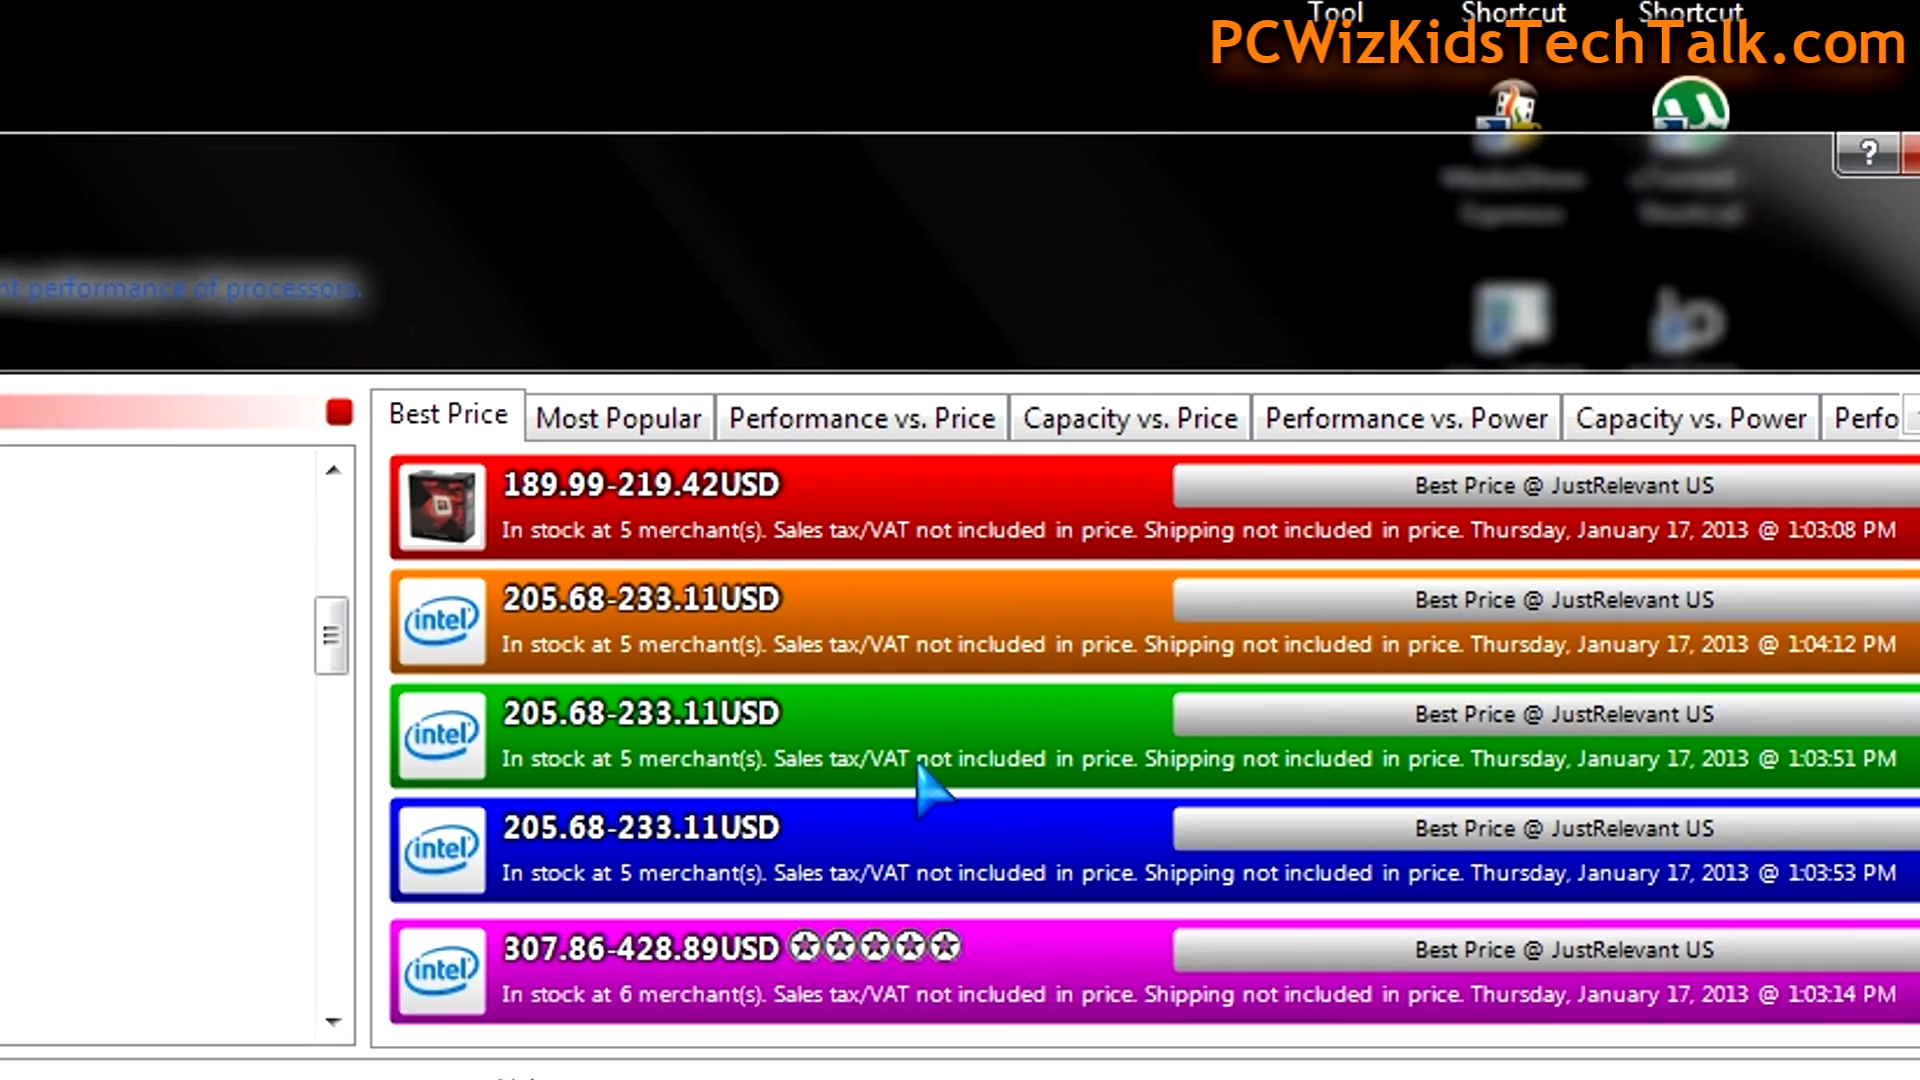 Tool Shortcut Shortcut
PCWizKidsTechTalk.com
?
nt performance of processors.
Best Price Most Popular Performance vs. Price Capacity vs. Price Performance vs. Power Capacity vs. Power Perfo
189.99-219.42USD Best Price @ JustRelevant US
In stock at 5 merchant(s). Sales tax/VAT not included in price. Shipping not included in price. Thursday, January 17, 2013 @ 1:03:08 PM
intel 205.68-233.11USD Best Price @ JustRelevant US
In stock at 5 merchant(s). Sales tax/VAT not included in price. Shipping not included in price. Thursday, January 17, 2013 @ 1:04:12 PM
intel 205.68-233.11USD Best Price @ JustRelevant US
In stock at 5 merchant(s). Sales tax/VAT not included in price. Shipping not included in price. Thursday, January 17, 2013 @ 1:03:51 PM
intel 205.68-233.11USD Best Price @ JustRelevant US
In stock at 5 merchant(s). Sales tax/VAT not included in price. Shipping not included in price. Thursday, January 17, 2013 @ 1:03:53 PM
intel 307.86-428.89USD Best Price @ JustRelevant US
In stock at 6 merchant(s). Sales tax/VAT not included in price. Shipping not included in price. Thursday, January 17, 2013 @ 1:03:14 PM